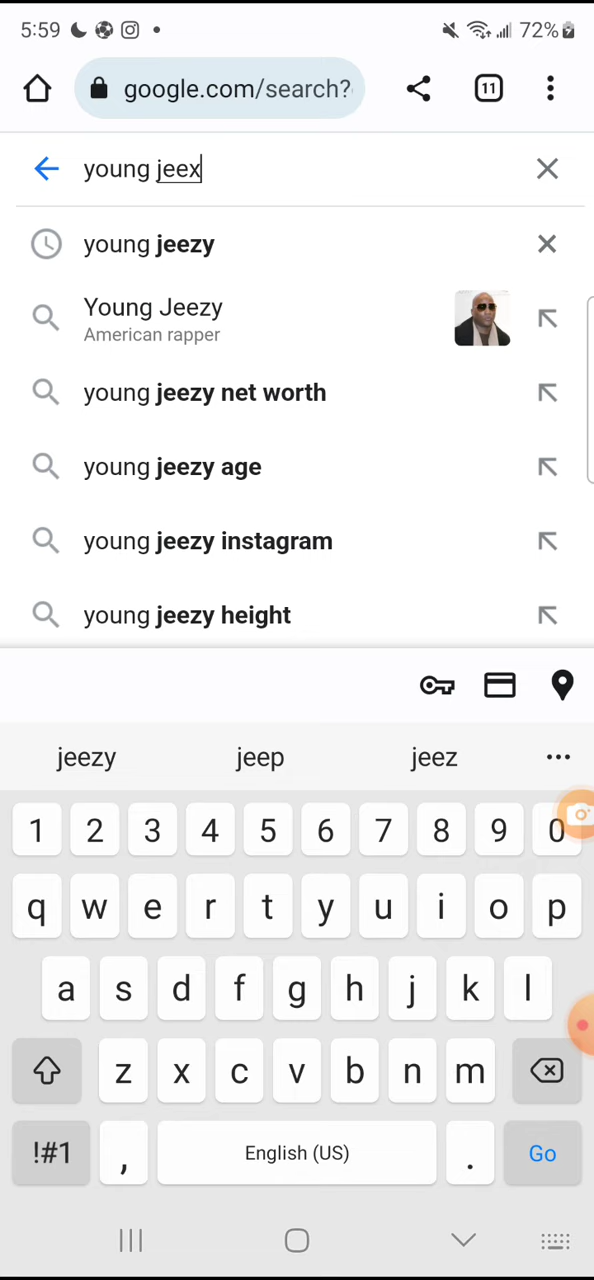 5:59 72%
google.com/search? 11
young jeex
young jeezy
Young Jeezy
American rapper
young jeezy net worth
young jeezy age
young jeezy instagram
young jeezy height
jeezy jeep jeez ...
1 2 3 4 5 6 7 8 9 0
q w e r t y u i o p
a s d f g h j k l
z x c v b n m
!#1 , English (US) . Go